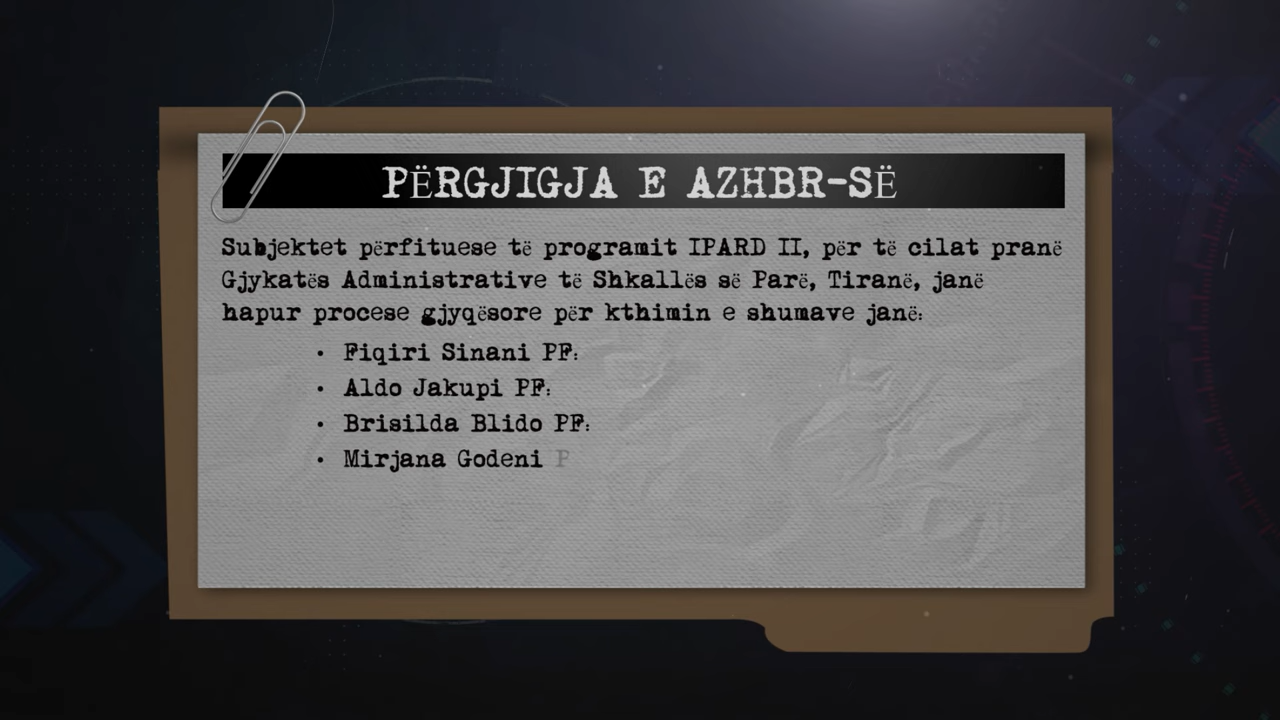 PËRGJIGJA E AZHBR-SË
Subjektet përfituese të programit IPARD II, për të cilat pranë
Gjykatës Administrative të Shkallës së Parë, Tiranë, janë
hapur procese gjyqësore për kthimin e shumave janë:
• Fiqiri Sinani PF:
• Aldo Jakupi PF:
• Brisilda Blido PF:
• Mirjana Godeni P